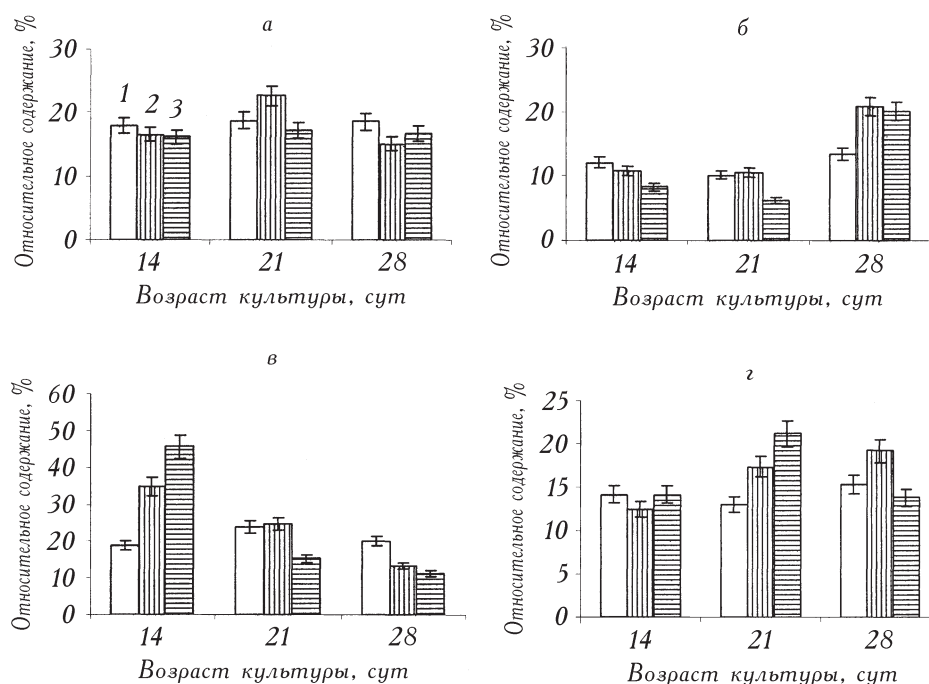 а
Относительное содержание, %
30
20
10
0
1 2 3
14 21 28
Возраст культуры, сут
б
Относительное содержание, %
30
20
10
0
14 21 28
Возраст культуры, сут
в
Относительное содержание, %
60
50
40
30
20
10
0
14 21 28
Возраст культуры, сут
г
Относительное содержание, %
25
20
15
10
5
0
14 21 28
Возраст культуры, сут